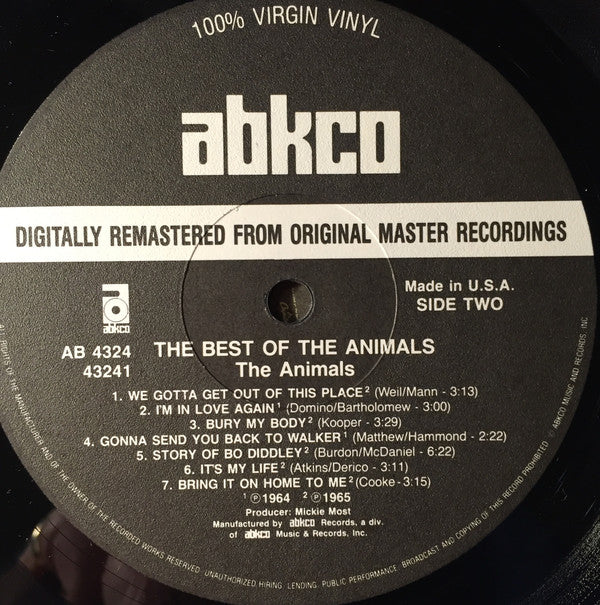 100% VIRGIN VINYL
abkco
DIGITALLY REMASTERED FROM ORIGINAL MASTER RECORDINGS
Made in U.S.A.
SIDE TWO
abkco
AB 4324
43241
THE BEST OF THE ANIMALS
The Animals
1. WE GOTTA GET OUT OF THIS PLACE² (Weil/Mann - 3:13)
2. I'M IN LOVE AGAIN¹ (Domino/Bartholomew - 3:00)
3. BURY MY BODY² (Kooper - 3:29)
4. GONNA SEND YOU BACK TO WALKER¹ (Matthew/Hammond - 2:22)
5. STORY OF BO DIDDLEY² (Burdon/McDaniel - 6:22)
6. IT'S MY LIFE² (Atkins/Derico - 3:11)
7. BRING IT ON HOME TO ME² (Cooke-3:15)
¹ ℗1964 ² ℗1965
Producer: Mickie Most
Manufactured by abkco Records, a div.
of abkco Music & Records, Inc.
ALL RIGHTS OF THE MANUFACTURER AND OF THE OWNER OF THE RECORDED WORKS RESERVED. UNAUTHORIZED HIRING, LENDING, PUBLIC PERFORMANCE, BROADCAST AND COPYING OF THIS RECORD PROHIBITED ℗ ABKCO MUSIC AND RECORDS, INC